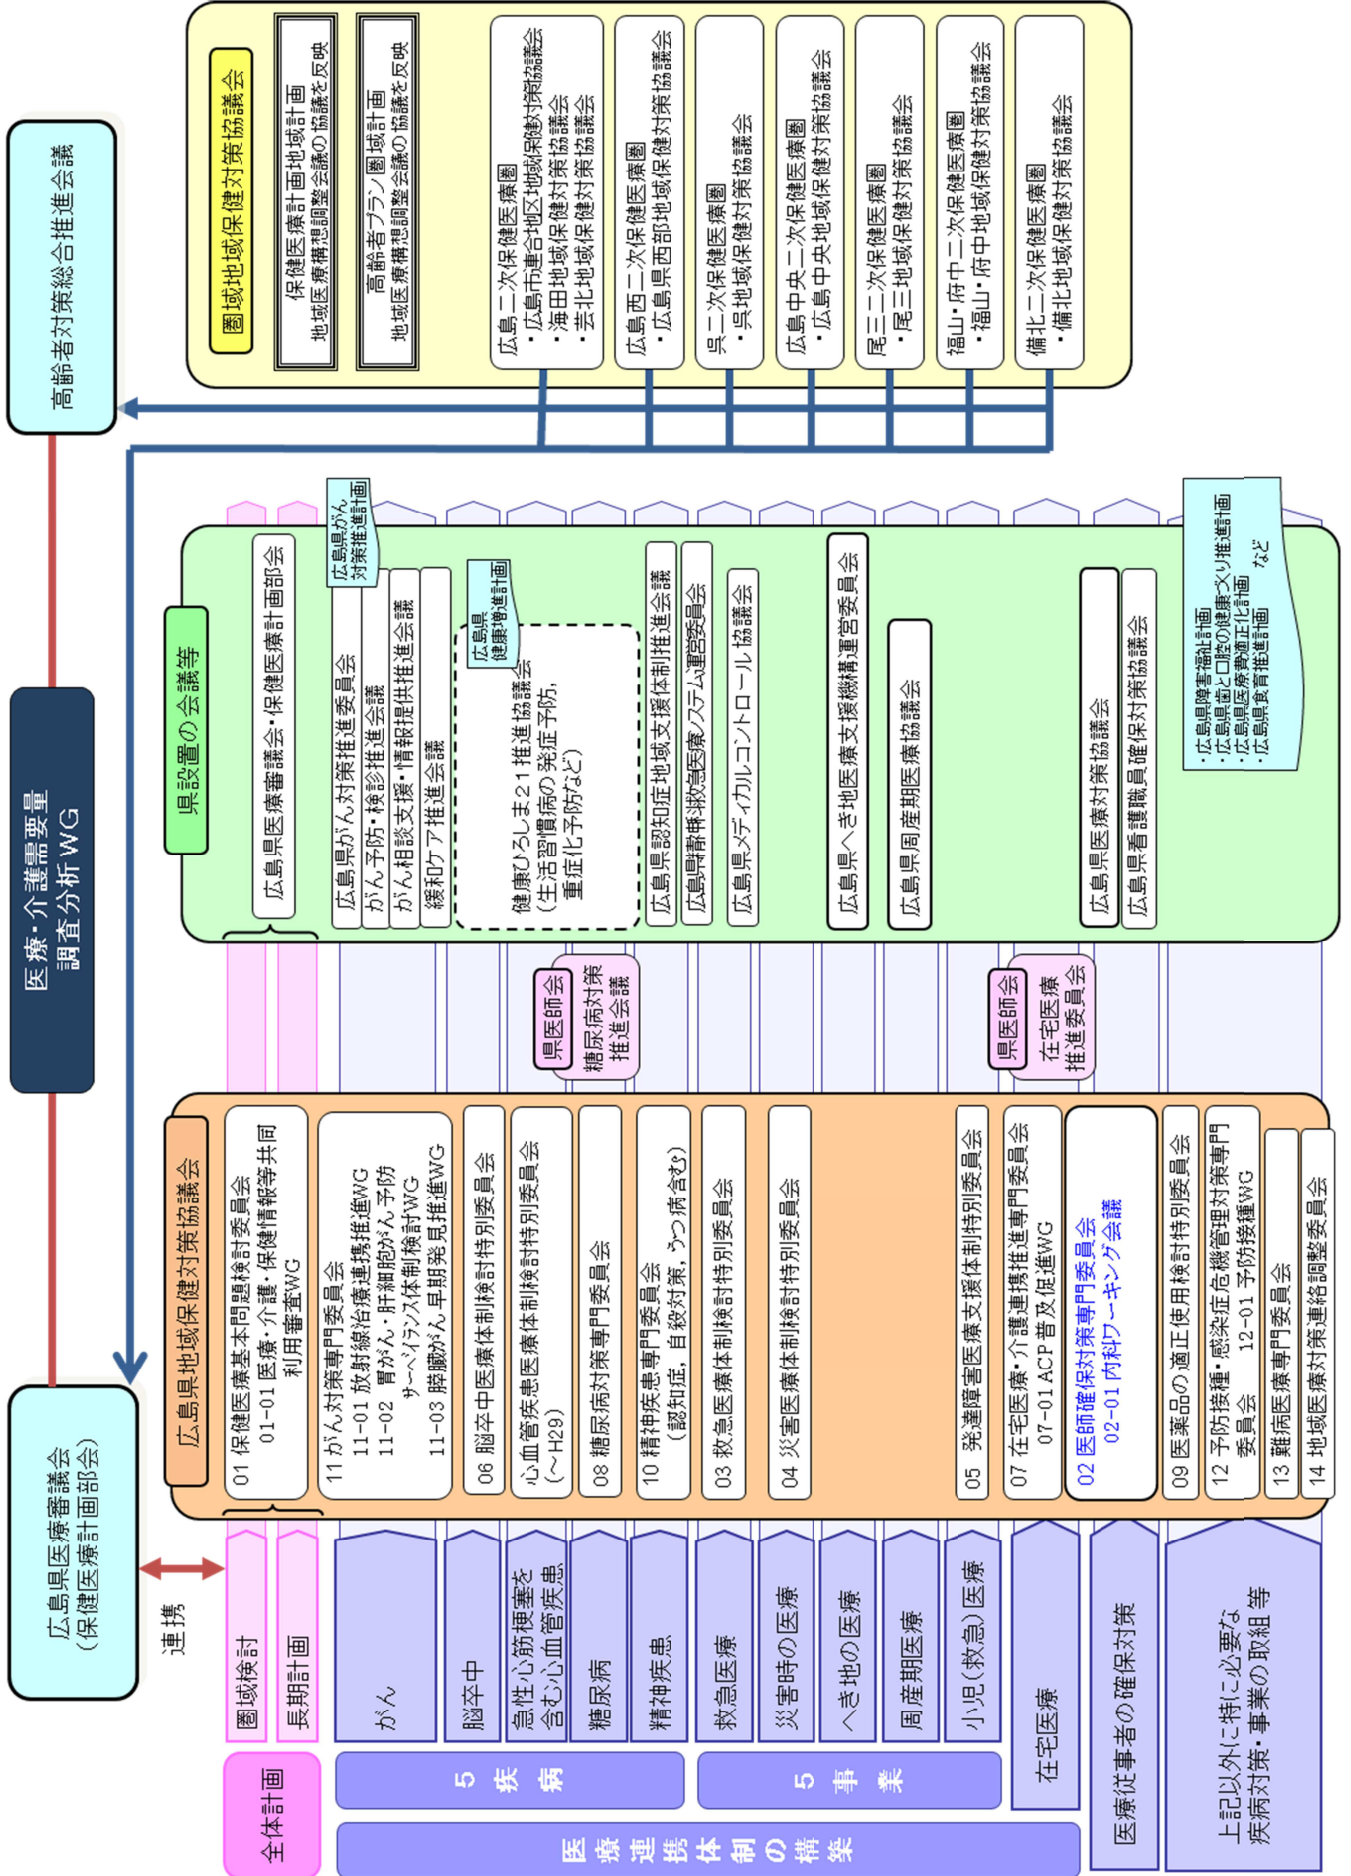 医療・介護需要量
調査分析WG
広島県医療審議会
(保健医療計画部会)
高齢者対策総合推進会議
連携
全体計画
圏域検討
長期計画
医療連携体制の構築
5疾病
がん
脳卒中
急性心筋梗塞を
含む心血管疾患
糖尿病
精神疾患
5事業
救急医療
災害時の医療
へき地の医療
周産期医療
小児(救急)医療
在宅医療
医療従事者の確保対策
上記以外に特に必要な
疾病対策・事業の取組等
広島県地域保健対策協議会
01 保健医療基本問題検討委員会
01-01 医療・介護・保健情報等共同
利用審査WG
11 がん対策専門委員会
11-01 放射線治療連携推進WG
11-02 胃がん・肝細胞がん予防
サーベイランス体制検討WG
11-03 膵臓がん早期発見推進WG
06 脳卒中医療体制検討特別委員会
心血管疾患医療体制検討特別委員会
(～H29)
08 糖尿病対策専門委員会
10 精神疾患専門委員会
(認知症，自殺対策，うつ病含む)
03 救急医療体制検討特別委員会
04 災害医療体制検討特別委員会
05 発達障害医療支援体制特別委員会
07 在宅医療・介護連携推進専門委員会
07-01 ACP普及促進WG
02 医師確保対策専門委員会
02-01 内科ワーキング会議
09 医薬品の適正使用検討特別委員会
12 予防接種・感染症危機管理対策専門
委員会 12-01 予防接種WG
13 難病医療専門委員会
14 地域医療対策連絡調整委員会
県医師会
糖尿病対策
推進会議
県医師会
在宅医療
推進委員会
県設置の会議等
広島県医療審議会・保健医療計画部会
広島県がん対策推進委員会
がん予防・検診推進会議
がん相談支援・情報提供推進会議
緩和ケア推進会議
広島県がん
対策推進計画
健康ひろしま21推進協議会
(生活習慣病の発症予防，
重症化予防など)
広島県
健康増進計画
広島県認知症地域支援体制推進会議
広島県精神科救急医療システム運営委員会
広島県メディカルコントロール協議会
広島県へき地医療支援機構運営委員会
広島県周産期医療協議会
広島県医療対策協議会
広島県看護職員確保対策協議会
・広島県障害福祉計画
・広島県歯と口腔の健康づくり推進計画
・広島県医療費適正化計画
・広島県食育推進計画 など
圏域地域保健対策協議会
保健医療計画地域計画
地域医療構想調整会議の協議を反映
高齢者プラン圏域計画
地域医療構想調整会議の協議を反映
広島二次保健医療圏
・広島市連合地区地域保健対策協議会
・海田地域保健対策協議会
・芸北地域保健対策協議会
広島西二次保健医療圏
・広島県西部地域保健対策協議会
呉二次保健医療圏
・呉地域保健対策協議会
広島中央二次保健医療圏
・広島中央地域保健対策協議会
尾三二次保健医療圏
・尾三地域保健対策協議会
福山・府中二次保健医療圏
・福山・府中地域保健対策協議会
備北二次保健医療圏
・備北地域保健対策協議会